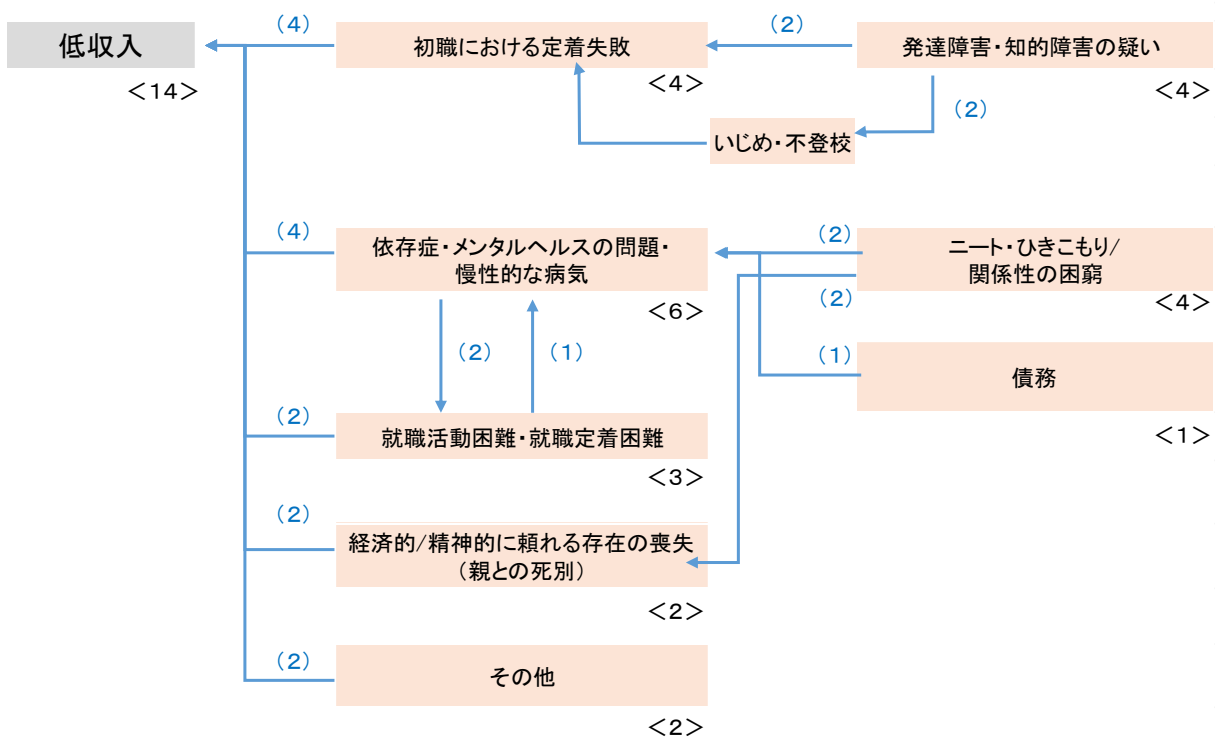 低収入
<14>
(4)
初職における定着失敗
<4>
(2)
発達障害・知的障害の疑い
<4>
(2)
いじめ・不登校
(4)
依存症・メンタルヘルスの問題・
慢性的な病気
<6>
(2)
(2)
ニート・ひきこもり/
関係性の困窮
<4>
(2)
(1)
(1)
債務
<1>
(2)
就職活動困難・就職定着困難
<3>
(2)
経済的/精神的に頼れる存在の喪失
(親との死別)
<2>
(2)
その他
<2>